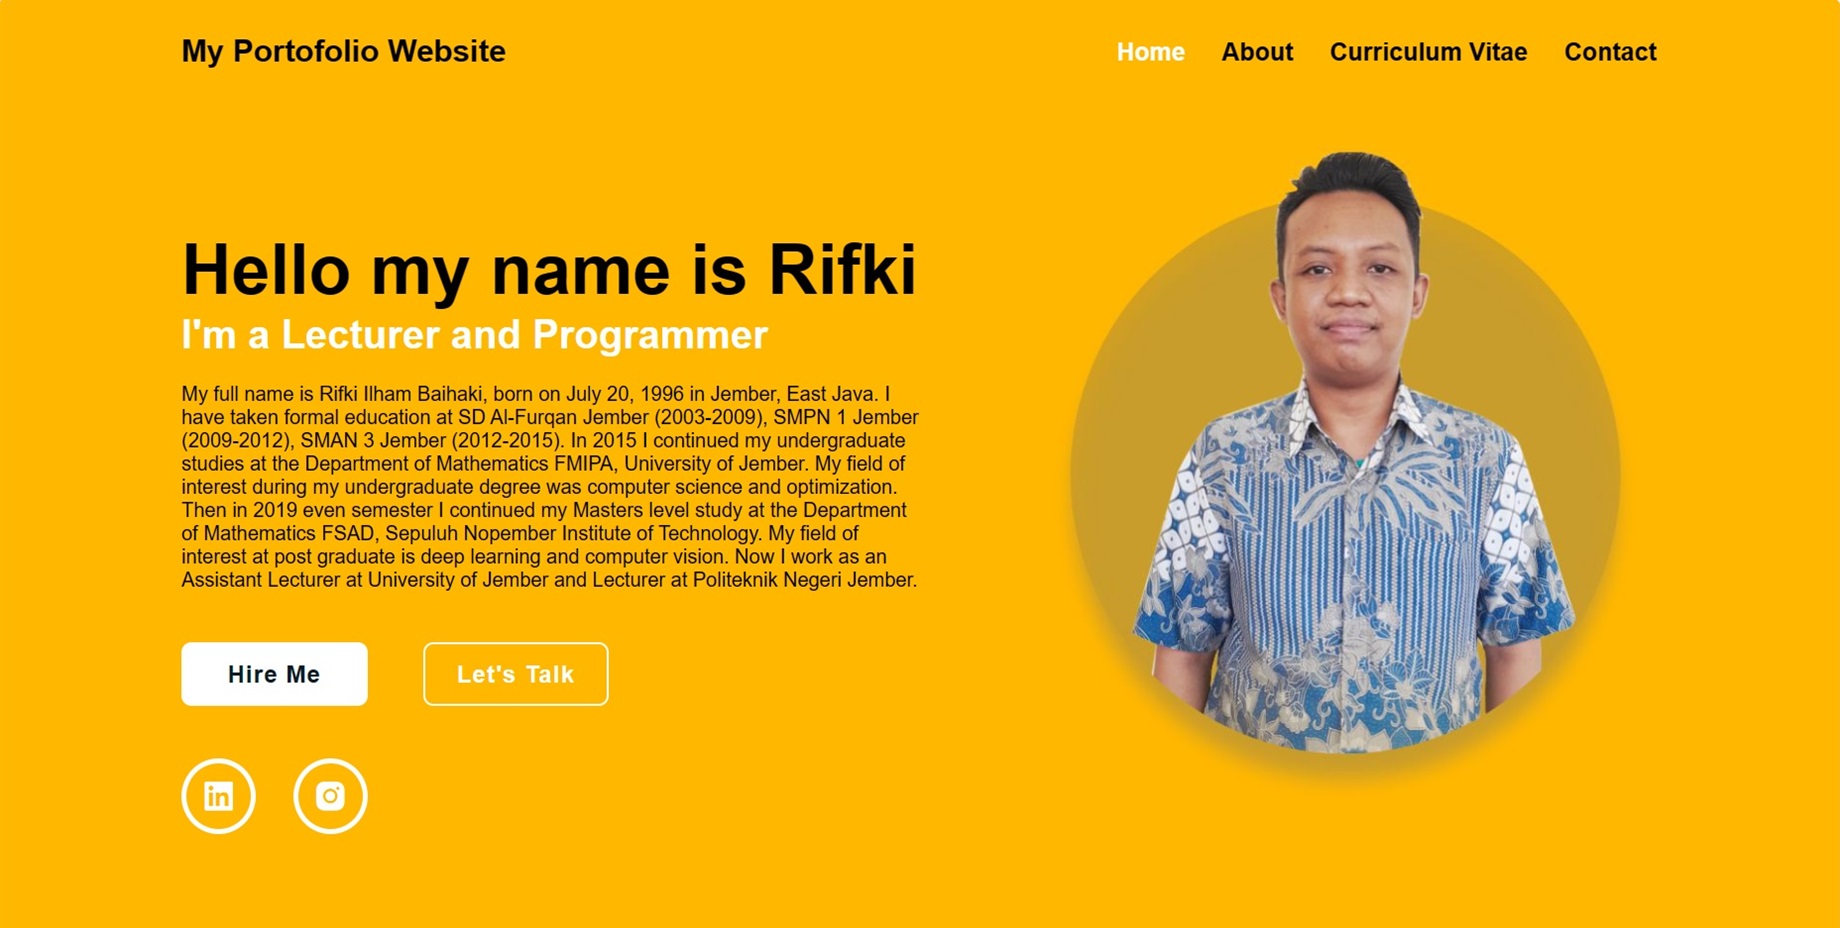 My Portofolio Website
Home About Curriculum Vitae Contact
Hello my name is Rifki
I'm a Lecturer and Programmer
My full name is Rifki Ilham Baihaki, born on July 20, 1996 in Jember, East Java. I
have taken formal education at SD Al-Furqan Jember (2003-2009), SMPN 1 Jember
(2009-2012), SMAN 3 Jember (2012-2015). In 2015 I continued my undergraduate
studies at the Department of Mathematics FMIPA, University of Jember. My field of
interest during my undergraduate degree was computer science and optimization.
Then in 2019 even semester I continued my Masters level study at the Department
of Mathematics FSAD, Sepuluh Nopember Institute of Technology. My field of
interest at post graduate is deep learning and computer vision. Now I work as an
Assistant Lecturer at University of Jember and Lecturer at Politeknik Negeri Jember.
Hire Me
Let's Talk
in